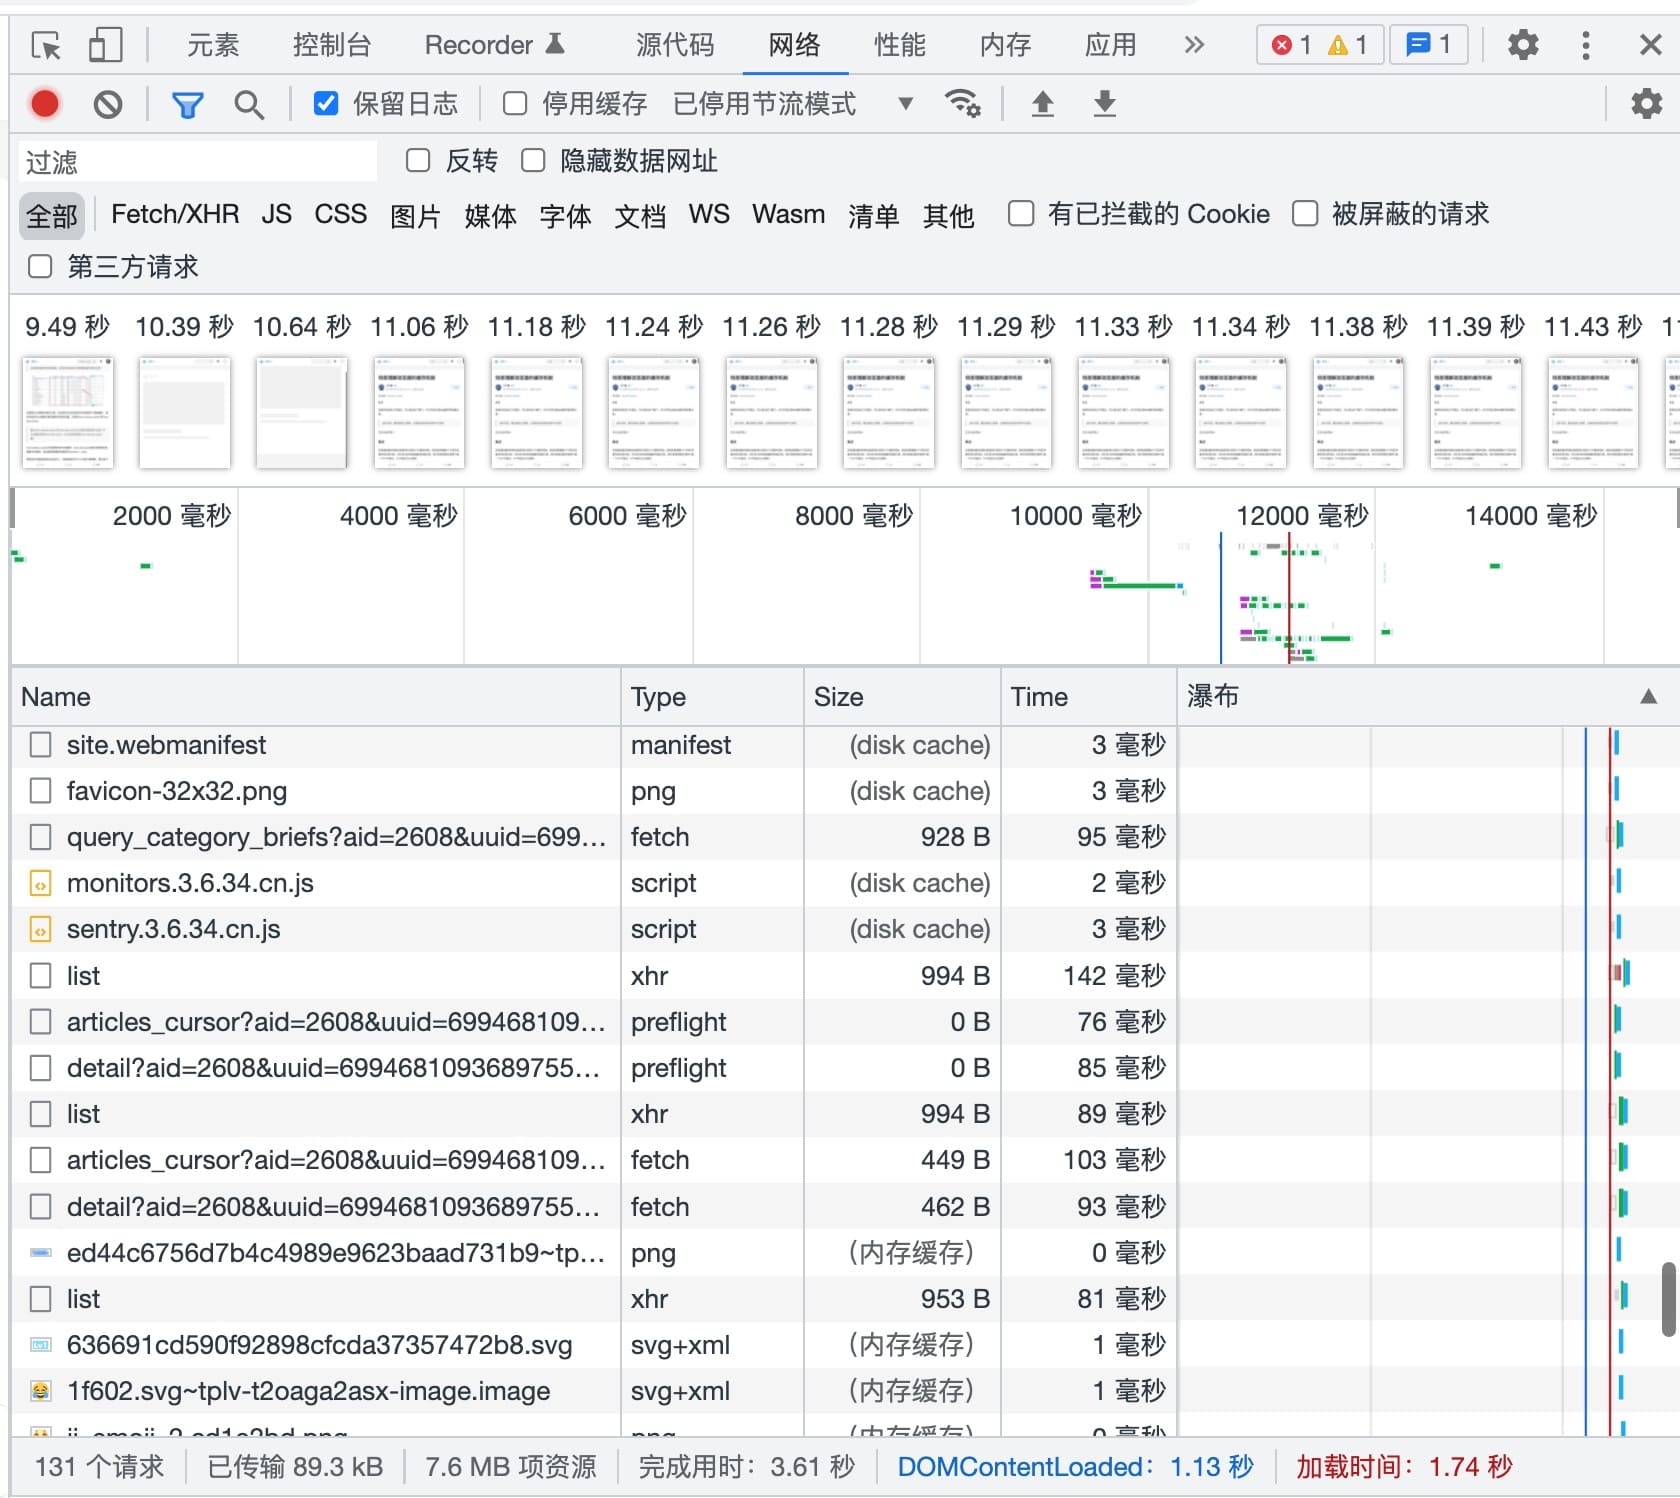 元素 控制台 Recorder 源代码 网络 性能 内存 应用 1 1 1
保留日志 停用缓存 已停用节流模式
过滤 反转 隐藏数据网址
全部 Fetch/XHR JS CSS 图片 媒体 字体 文档 WS Wasm 清单 其他 有已拦截的 Cookie 被屏蔽的请求
第三方请求
9.49 秒 10.39 秒 10.64 秒 11.06 秒 11.18 秒 11.24 秒 11.26 秒 11.28 秒 11.29 秒 11.33 秒 11.34 秒 11.38 秒 11.39 秒 11.43 秒
2000 毫秒 4000 毫秒 6000 毫秒 8000 毫秒 10000 毫秒 12000 毫秒 14000 毫秒
Name Type Size Time 瀑布
site.webmanifest manifest (disk cache) 3 毫秒
favicon-32x32.png png (disk cache) 3 毫秒
query_category_briefs?aid=2608&uuid=699... fetch 928 B 95 毫秒
monitors.3.6.34.cn.js script (disk cache) 2 毫秒
sentry.3.6.34.cn.js script (disk cache) 3 毫秒
list xhr 994 B 142 毫秒
articles_cursor?aid=2608&uuid=699468109... preflight 0 B 76 毫秒
detail?aid=2608&uuid=6994681093689755... preflight 0 B 85 毫秒
list xhr 994 B 89 毫秒
articles_cursor?aid=2608&uuid=699468109... fetch 449 B 103 毫秒
detail?aid=2608&uuid=6994681093689755... fetch 462 B 93 毫秒
ed44c6756d7b4c4989e9623baad731b9~tp... png (内存缓存) 0 毫秒
list xhr 953 B 81 毫秒
636691cd590f92898cfcda37357472b8.svg svg+xml (内存缓存) 1 毫秒
1f602.svg~tplv-t2oaga2asx-image.image svg+xml (内存缓存) 1 毫秒
131 个请求 已传输 89.3 kB 7.6 MB 项资源 完成用时: 3.61 秒 DOMContentLoaded: 1.13 秒 加载时间: 1.74 秒